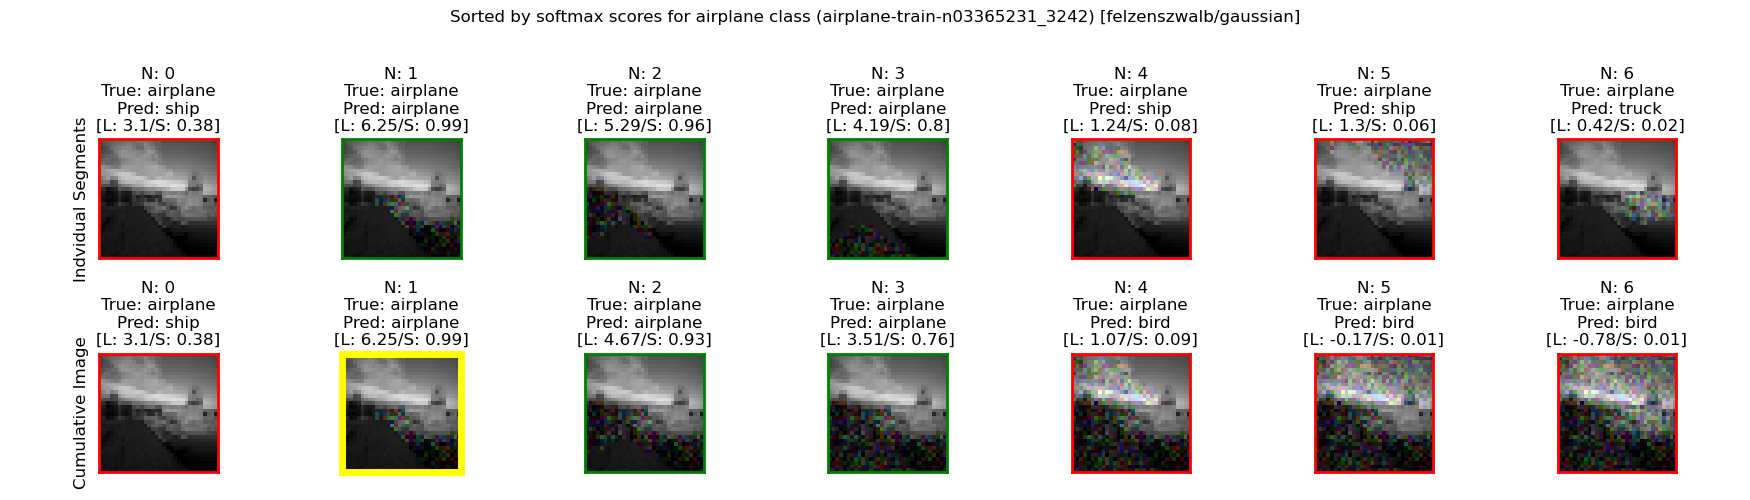 Sorted by softmax scores for airplane class (airplane-train-n03365231_3242) [felzenszwalb/gaussian]
Indvidual Segments
N: 0
True: airplane
Pred: ship
[L: 3.1/S: 0.38]
N: 1
True: airplane
Pred: airplane
[L: 6.25/S: 0.99]
N: 2
True: airplane
Pred: airplane
[L: 5.29/S: 0.96]
N: 3
True: airplane
Pred: airplane
[L: 4.19/S: 0.8]
N: 4
True: airplane
Pred: ship
[L: 1.24/S: 0.08]
N: 5
True: airplane
Pred: ship
[L: 1.3/S: 0.06]
N: 6
True: airplane
Pred: truck
[L: 0.42/S: 0.02]
Cumulative Image
N: 0
True: airplane
Pred: ship
[L: 3.1/S: 0.38]
N: 1
True: airplane
Pred: airplane
[L: 6.25/S: 0.99]
N: 2
True: airplane
Pred: airplane
[L: 4.67/S: 0.93]
N: 3
True: airplane
Pred: airplane
[L: 3.51/S: 0.76]
N: 4
True: airplane
Pred: bird
[L: 1.07/S: 0.09]
N: 5
True: airplane
Pred: bird
[L: -0.17/S: 0.01]
N: 6
True: airplane
Pred: bird
[L: -0.78/S: 0.01]